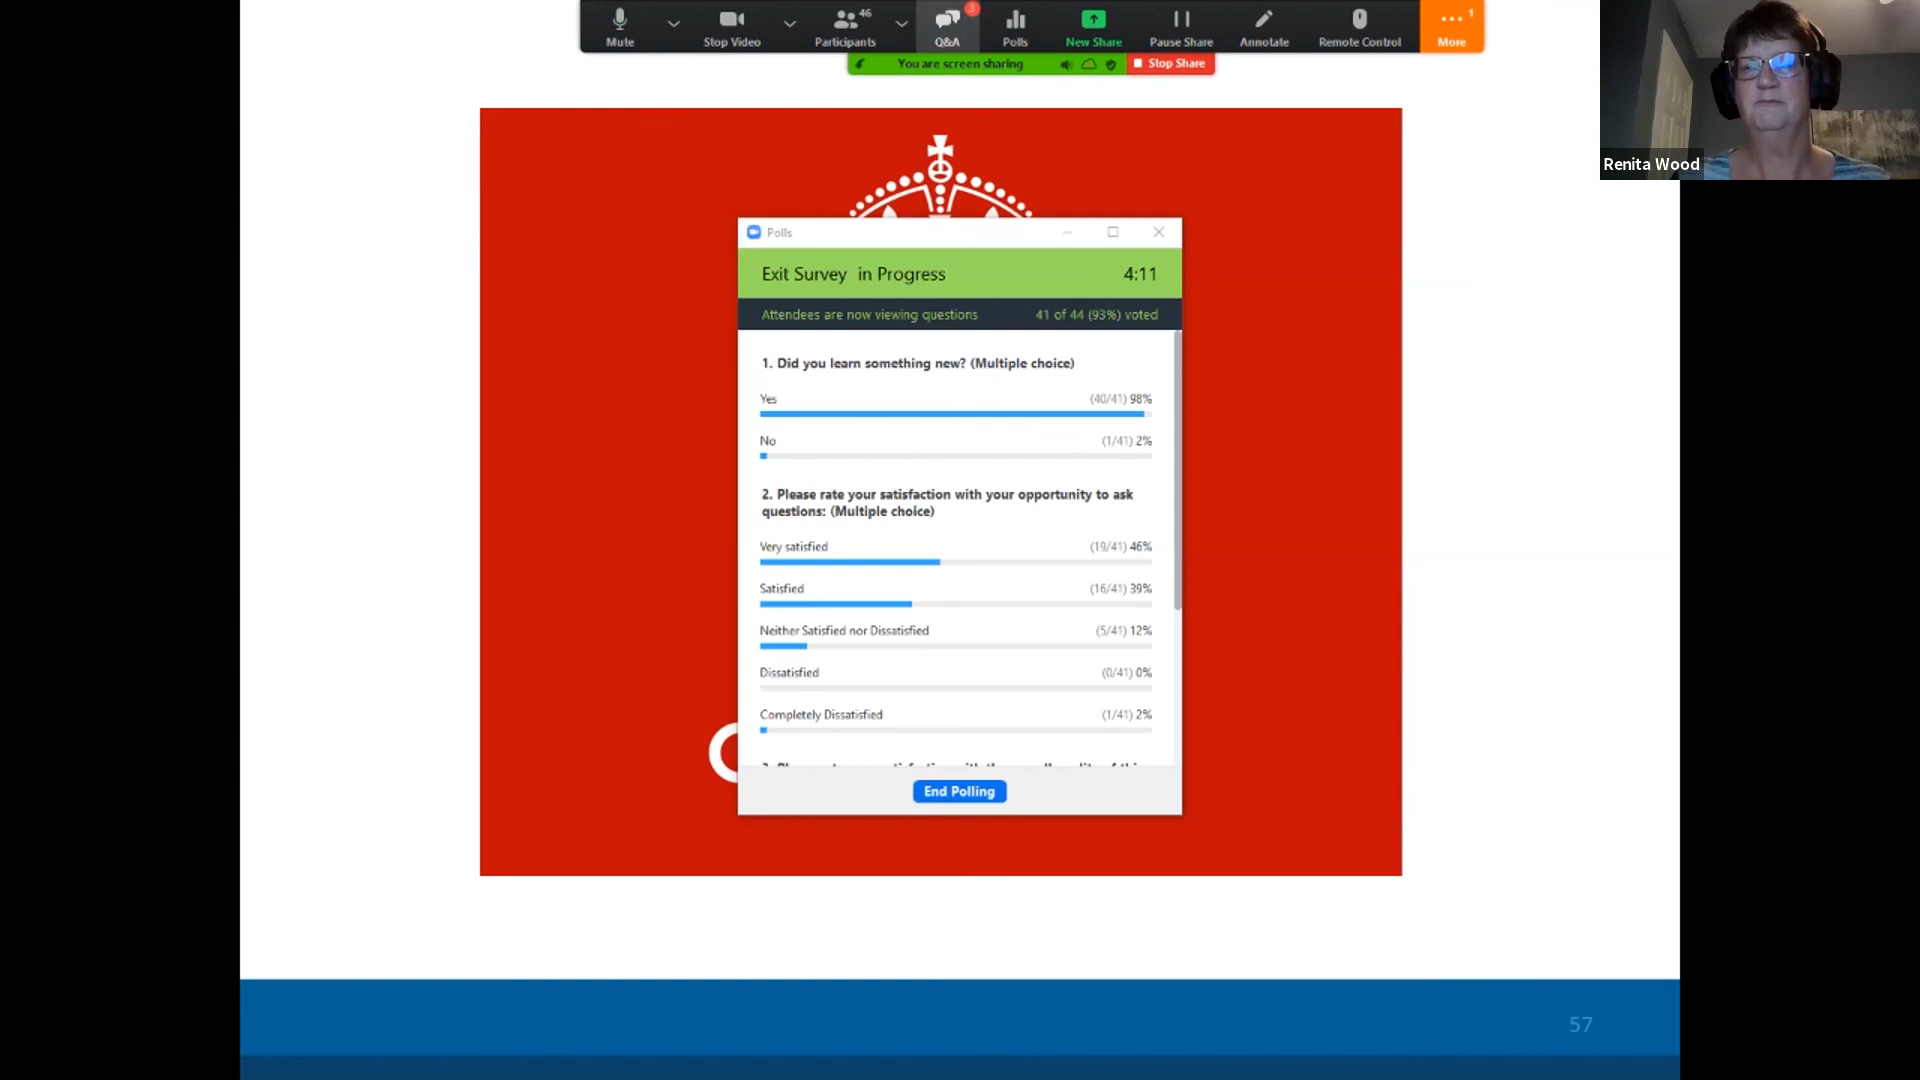 46
3
1
Mute
Stop Video
Participants
Q&A
Polls
New Share
Pause Share
Annotate
Remote Control
More
You are screen sharing
Stop Share
Renita Wood
Polls
Exit Survey in Progress 4:11
Attendees are now viewing questions 41 of 44 (93%) voted
1. Did you learn something new? (Multiple choice)
Yes (40/41) 98%
No (1/41) 2%
2. Please rate your satisfaction with your opportunity to ask
questions: (Multiple choice)
Very satisfied (19/41) 46%
Satisfied (16/41) 39%
Neither Satisfied nor Dissatisfied (5/41) 12%
Dissatisfied (0/41) 0%
Completely Dissatisfied (1/41) 2%
End Polling
57